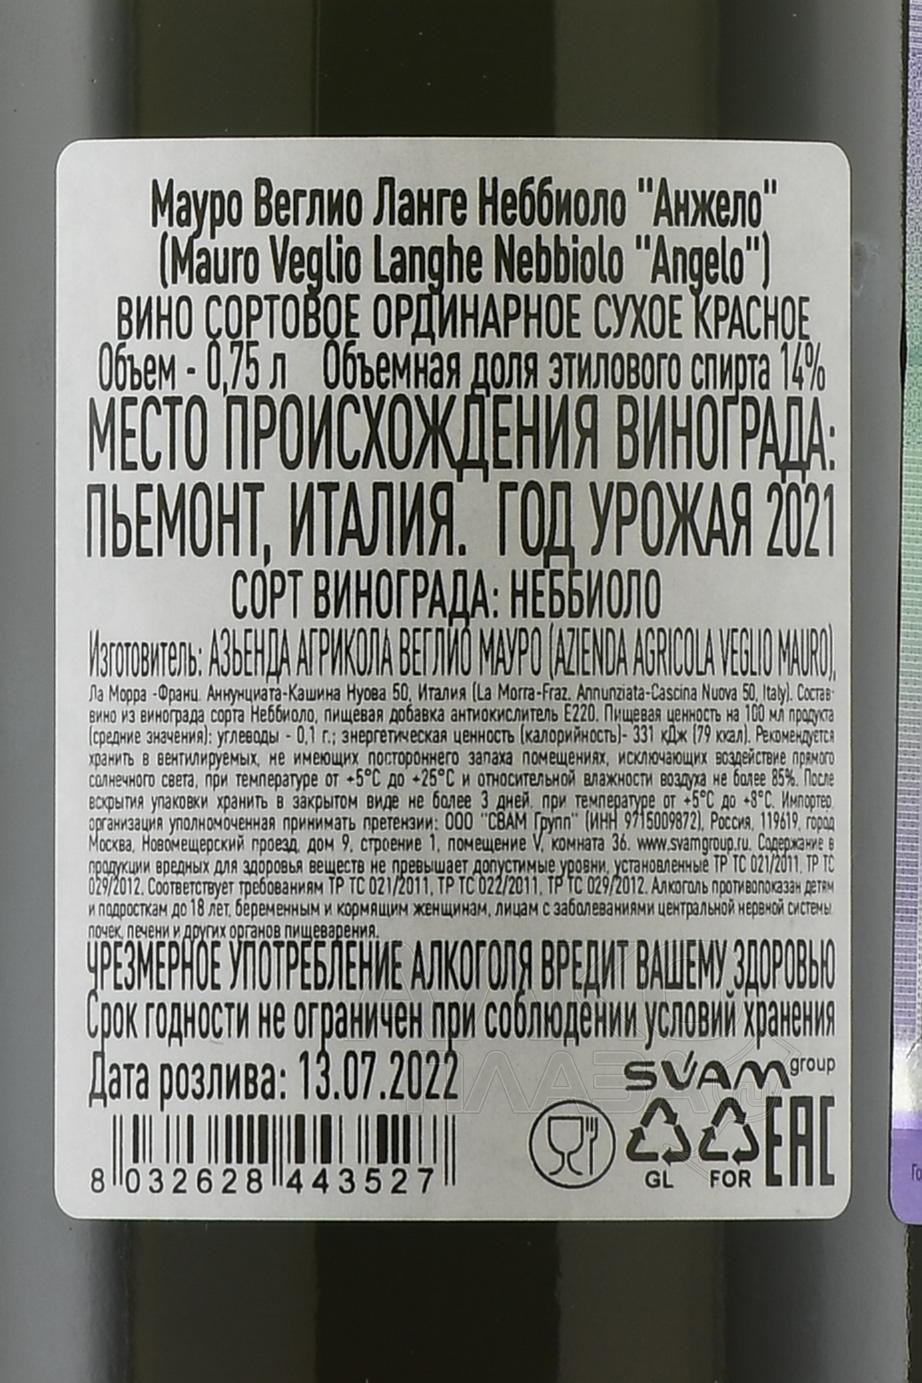 Мауро Веглио Ланге Неббиоло "Анжело"
(Mauro Veglio Langhe Nebbiolo "Angelo")
ВИНО СОРТОВОЕ ОРДИНАРНОЕ СУХОЕ КРАСНОЕ
Объем - 0,75 л Объемная доля этилового спирта 14%
МЕСТО ПРОИСХОЖДЕНИЯ ВИНОГРАДА:
ПЬЕМОНТ, ИТАЛИЯ. ГОД УРОЖАЯ 2021
СОРТ ВИНОГРАДА: НЕББИОЛО
Изготовитель: АЗЬЕНДА АГРИКОЛА ВЕГЛИО МАУРО (AZIENDA AGRICOLA VEGLIO MAURO),
Ла Морра -Франц. Аннунциата-Кашина Нуова 50, Италия (La Morra-Fraz. Annunziata-Cascina Nuova 50, Italy). Состав:
вино из винограда сорта Неббиоло, пищевая добавка антиокислитель Е220. Пищевая ценность на 100 мл продукта
(средние значения): углеводы - 0,1 г.; энергетическая ценность (калорийность)- 331 кДж (79 ккал). Рекомендуется
хранить в вентилируемых, не имеющих постороннего запаха помещениях, исключающих воздействие прямого
солнечного света, при температуре от +5°C до +25°C и относительной влажности воздуха не более 85%. После
вскрытия упаковки хранить в закрытом виде не более 3 дней, при температуре от +5°C до +8°C. Импортер,
организация уполномоченная принимать претензии: ООО "СВАМ Групп" (ИНН 9715009872), Россия, 119619, город
Москва, Новомещерский проезд, дом 9, строение 1, помещение V, комната 36. www.svamgroup.ru. Содержание в
продукции вредных для здоровья веществ не превышает допустимые уровни, установленные ТР ТС 021/2011, ТР ТС
029/2012. Соответствует требованиям ТР ТС 021/2011, ТР ТС 022/2011, ТР ТС 029/2012. Алкоголь противопоказан детям
и подросткам до 18 лет, беременным и кормящим женщинам, лицам с заболеваниями центральной нервной системы,
почек, печени и других органов пищеварения.
ЧРЕЗМЕРНОЕ УПОТРЕБЛЕНИЕ АЛКОГОЛЯ ВРЕДИТ ВАШЕМУ ЗДОРОВЬЮ
Срок годности не ограничен при соблюдении условий хранения
Дата розлива: 13.07.2022
SVAM group
GL FOR EAC
8 032628 443527